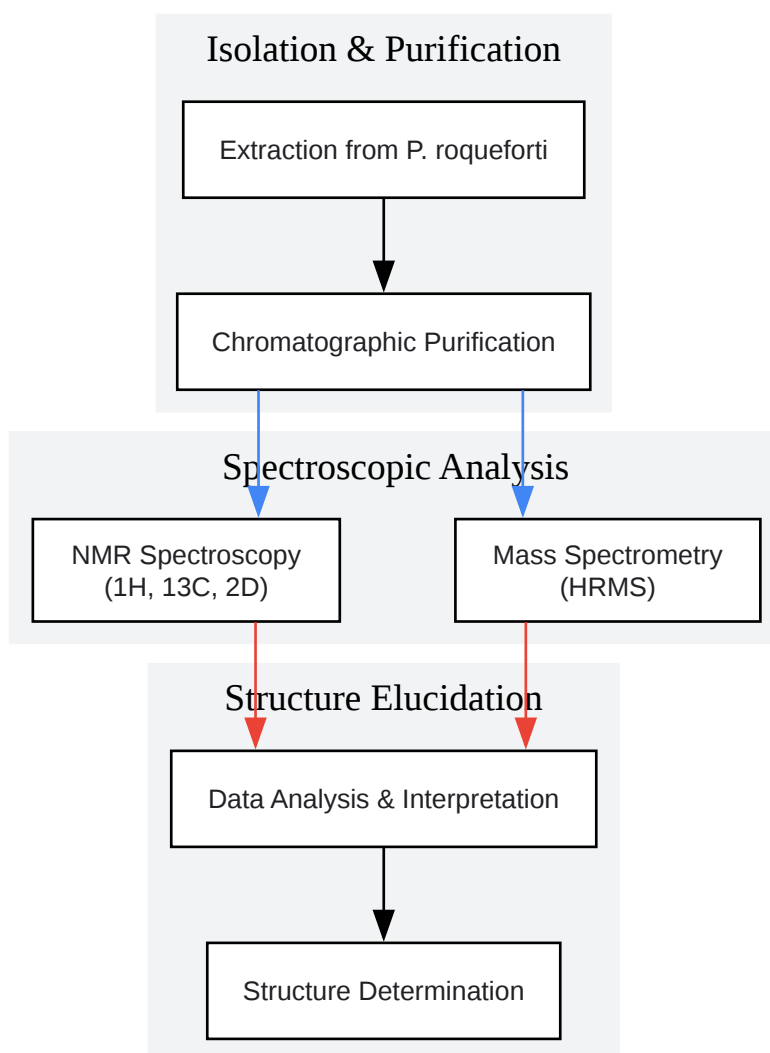 Isolation & Purification
Extraction from P. roqueforti
Chromatographic Purification
Spectroscopic Analysis
NMR Spectroscopy
(1H, 13C, 2D)
Mass Spectrometry
(HRMS)
Structure Elucidation
Data Analysis & Interpretation
Structure Determination